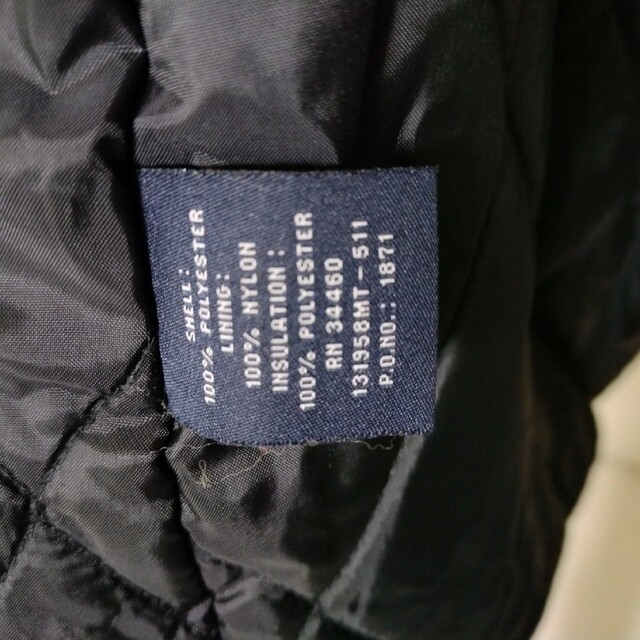 SHELL:
100% POLYESTER
LINING:
100% NYLON
INSULATION:
100% POLYESTER
RN 34460
131958MT-511
P.O.NO.: 1871